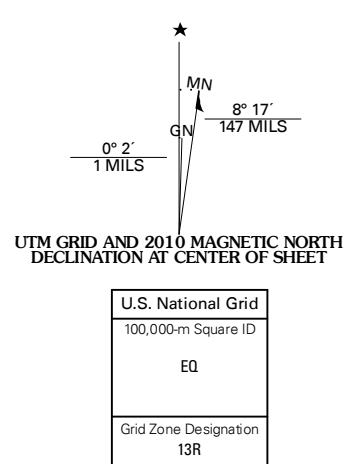 ★
MN
8° 17´
147 MILS
GN
0° 2´
1 MILS
UTM GRID AND 2010 MAGNETIC NORTH
DECLINATION AT CENTER OF SHEET
U.S. National Grid
100,000-m Square ID
EQ
Grid Zone Designation
13R